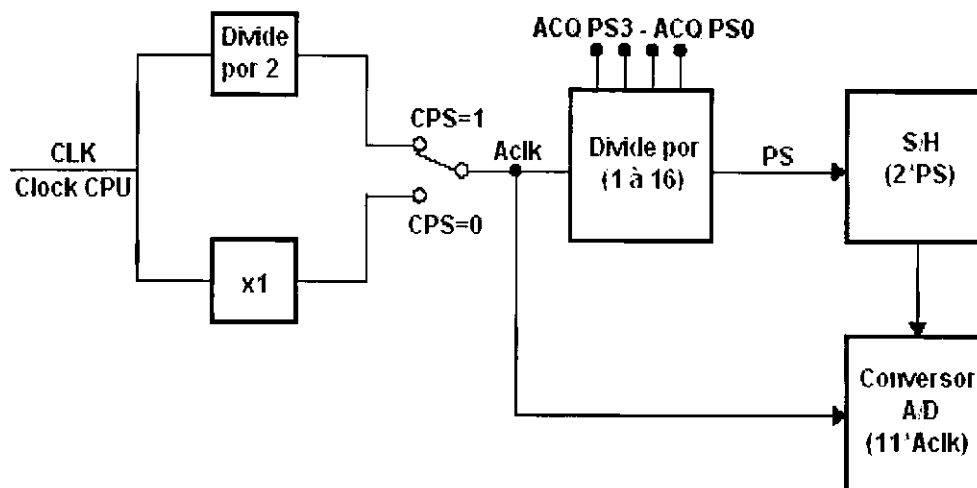 Divide
por 2
ACQ PS3 - ACQ PS0
CPS=1
CLK
Clock CPU
Aclk
Divide por
(1 à 16)
PS
S/H
(2*PS)
CPS=0
x1
Conversor
A/D
(11*Aclk)